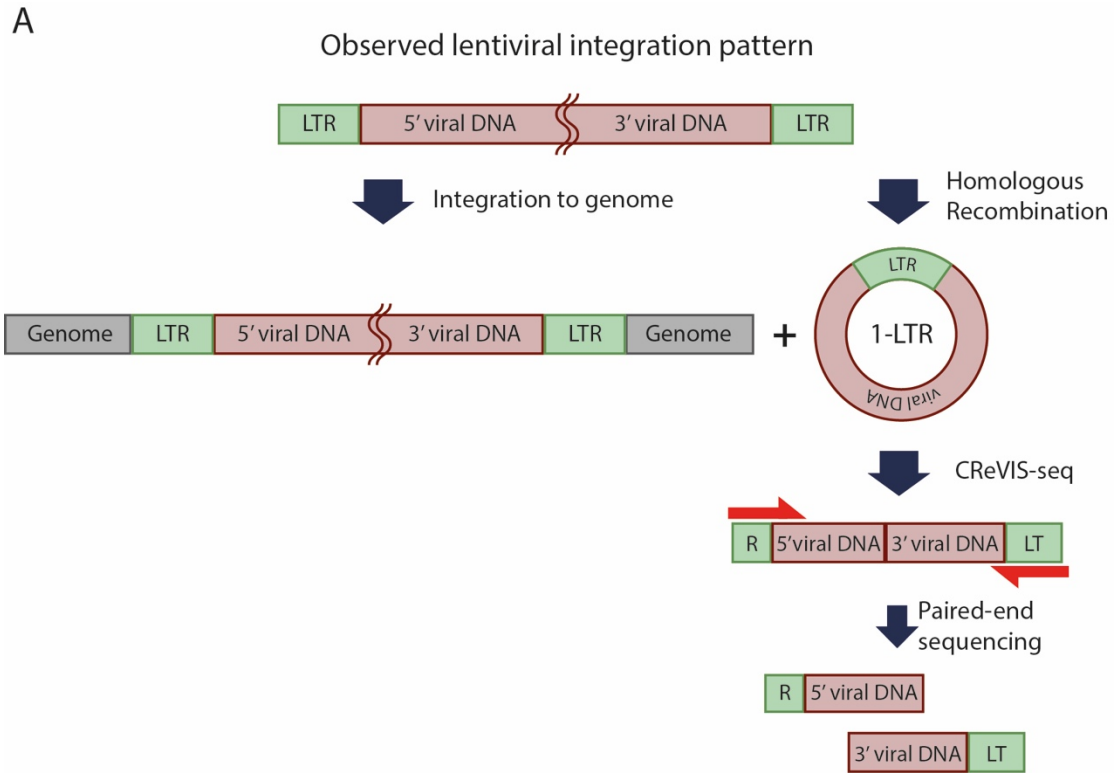 A
Observed lentiviral integration pattern
LTR 5' viral DNA 3' viral DNA LTR
Integration to genome
Homologous
Recombination
LTR
Genome LTR 5' viral DNA 3' viral DNA LTR Genome + 1-LTR
viral DNA
CReVIS-seq
R 5'viral DNA 3' viral DNA LT
Paired-end
sequencing
R 5' viral DNA
3' viral DNA LT